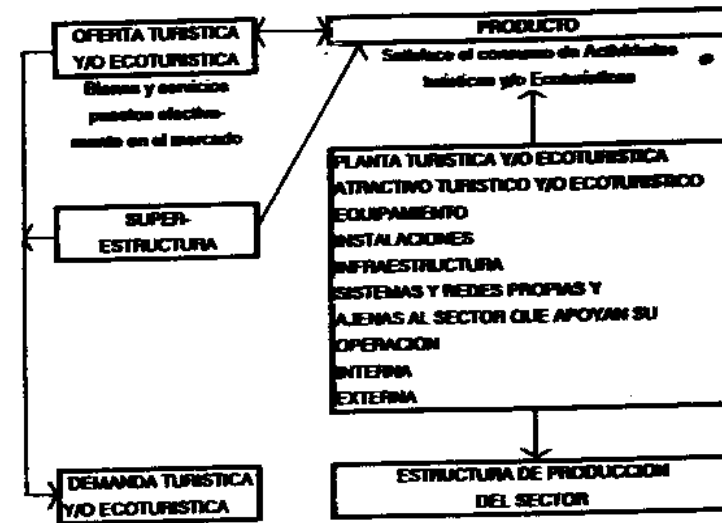 OFERTA TURISTICA
Y/O ECOTURISTICA
Bienes y servicios
puestos efectiva-
mente en el mercado
PRODUCTO
Satisface el consumo de Actividades
turísticas y/o Ecoturísticas
SUPER-
ESTRUCTURA
PLANTA TURISTICA Y/O ECOTURISTICA
ATRACTIVO TURISTICO Y/O ECOTURISTICO
EQUIPAMIENTO
INSTALACIONES
INFRAESTRUCTURA
SISTEMAS Y REDES PROPIAS Y
AJENAS AL SECTOR QUE APOYAN SU
OPERACIÓN
INTERNA
EXTERNA
DEMANDA TURISTICA
Y/O ECOTURISTICA
ESTRUCTURA DE PRODUCCION
DEL SECTOR